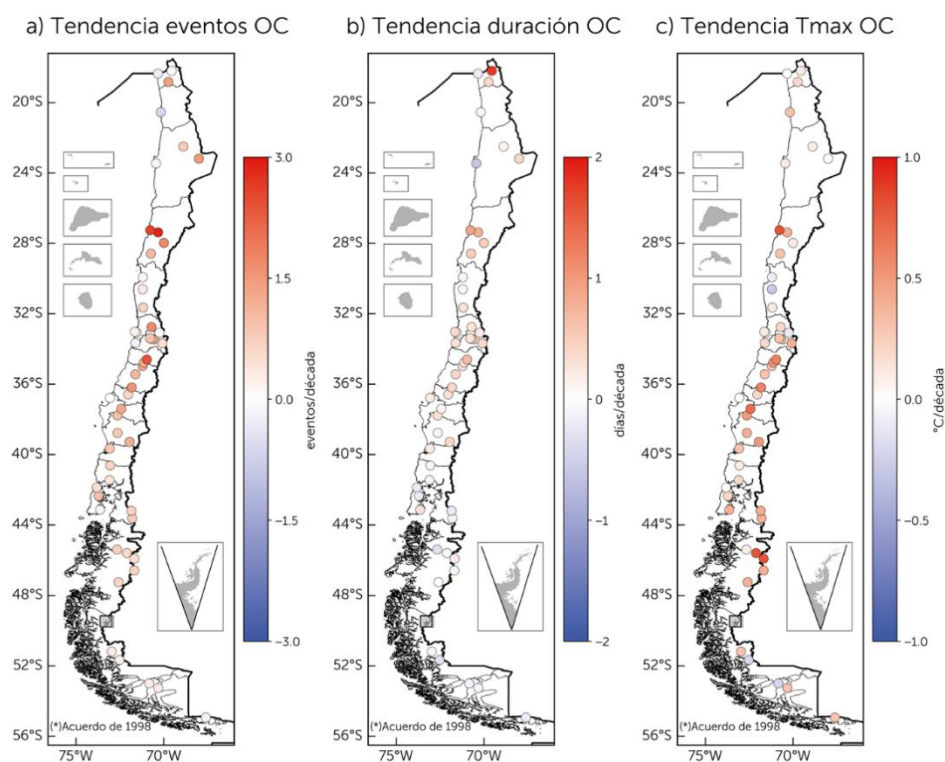 a) Tendencia eventos OC
b) Tendencia duración OC
c) Tendencia Tmax OC
20°S
24°S
28°S
32°S
36°S
40°S
44°S
48°S
52°S
56°S
75°W
70°W
(*)Acuerdo de 1998
3.0
1.5
0.0
−1.5
−3.0
eventos/década
20°S
24°S
28°S
32°S
36°S
40°S
44°S
48°S
52°S
56°S
75°W
70°W
(*)Acuerdo de 1998
2
1
0
−1
−2
días/década
20°S
24°S
28°S
32°S
36°S
40°S
44°S
48°S
52°S
56°S
75°W
70°W
(*)Acuerdo de 1998
1.0
0.5
0.0
−0.5
−1.0
°C/década